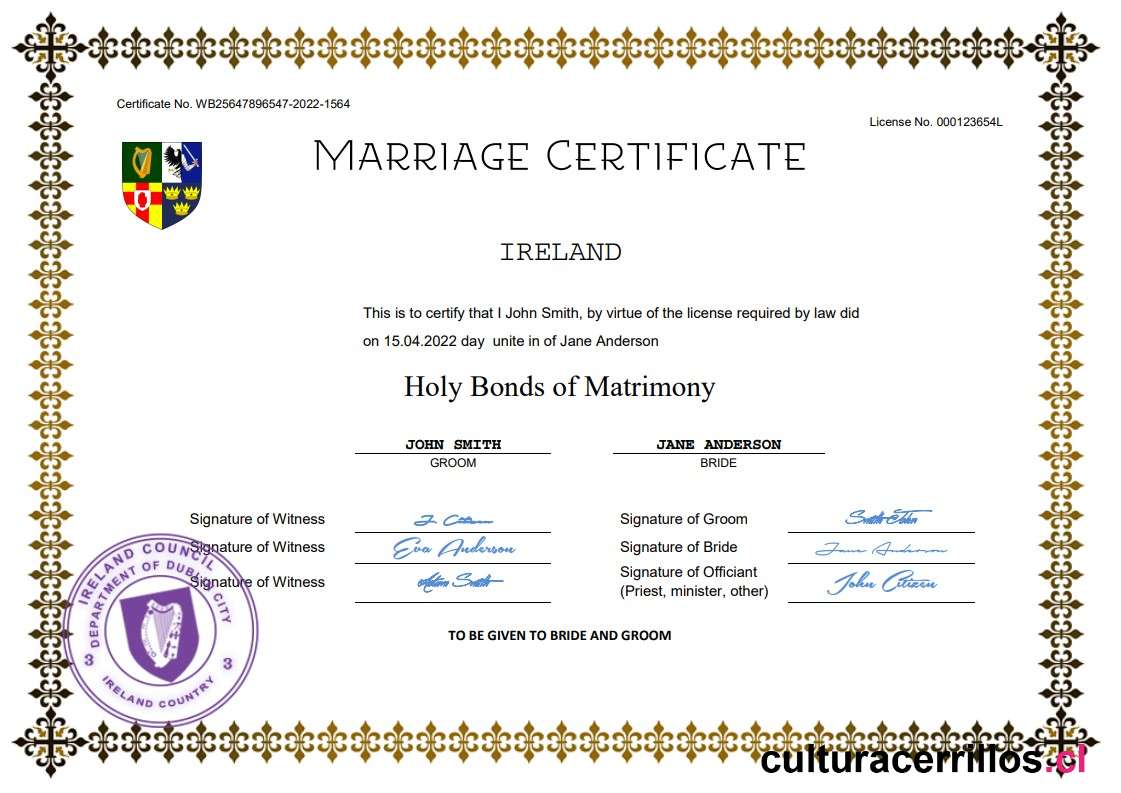 Certificate No. WB25647896547-2022-1564
License No. 000123654L
MARRIAGE CERTIFICATE
IRELAND
This is to certify that I John Smith, by virtue of the license required by law did
on 15.04.2022 day unite in of Jane Anderson
Holy Bonds of Matrimony
JOHN SMITH
GROOM
JANE ANDERSON
BRIDE
Signature of Witness
Signature of Groom
Smith John
Signature of Witness Eva Anderson
Signature of Bride Jane Anderson
Signature of Witness Adam Smith
Signature of Officiant
(Priest, minister, other)
John Citizen
TO BE GIVEN TO BRIDE AND GROOM
IRELAND COUNCIL
DEPARTMENT OF DUBLIN CITY
3 3
IRELAND COUNTRY
culturacerrillos.cl